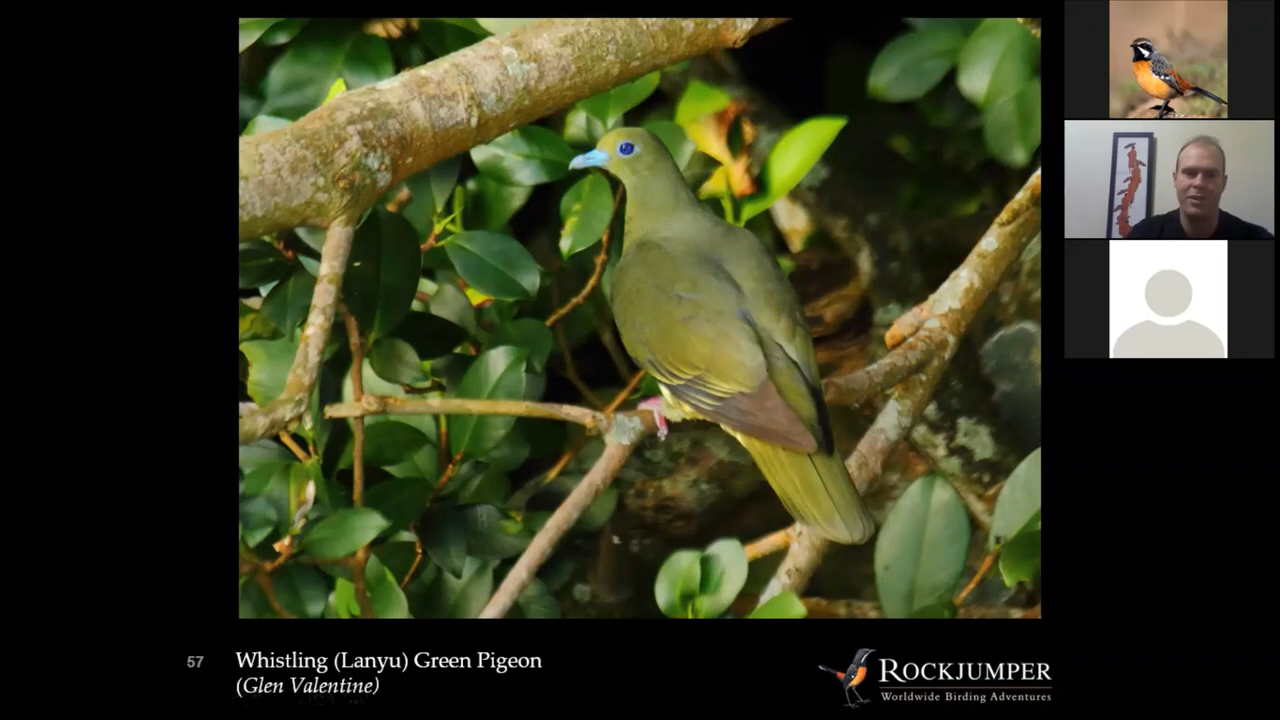 57
Whistling (Lanyu) Green Pigeon
(Glen Valentine)
ROCKJUMPER
Worldwide Birding Adventures